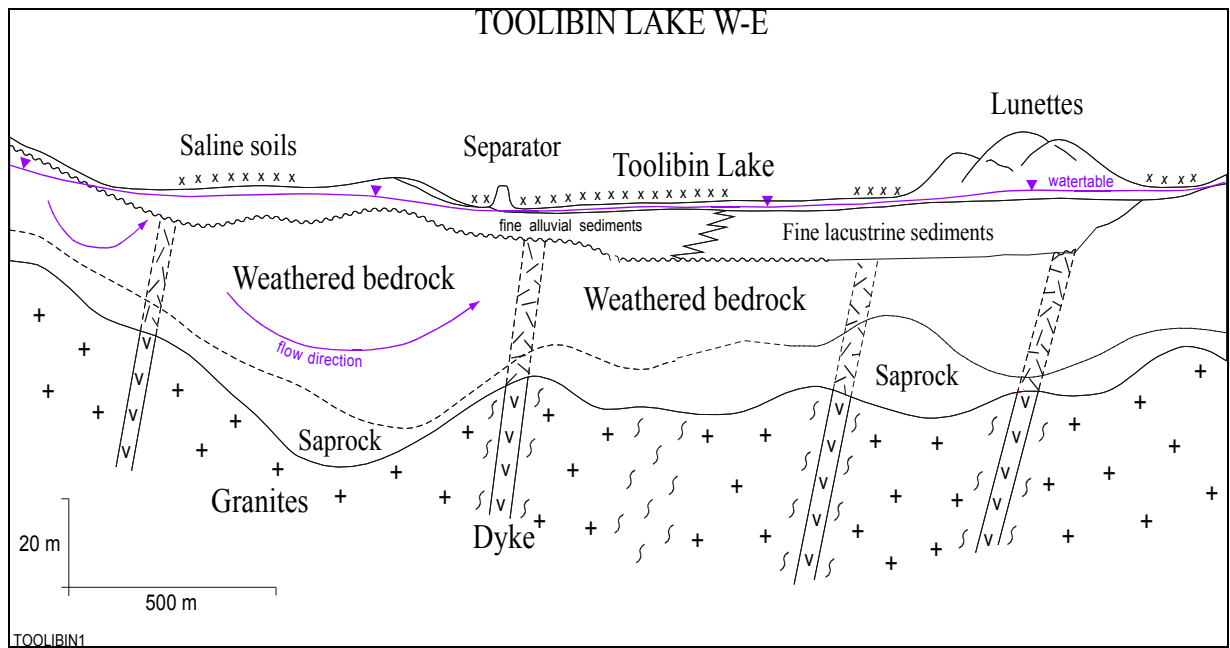 TOOLIBIN LAKE W-E
Lunettes
Saline soils
Separator
Toolibin Lake
watertable
fine alluvial sediments
Fine lacustrine sediments
Weathered bedrock
Weathered bedrock
flow direction
Saprock
Saprock
Granites
Dyke
20 m
500 m
TOOLIBIN1